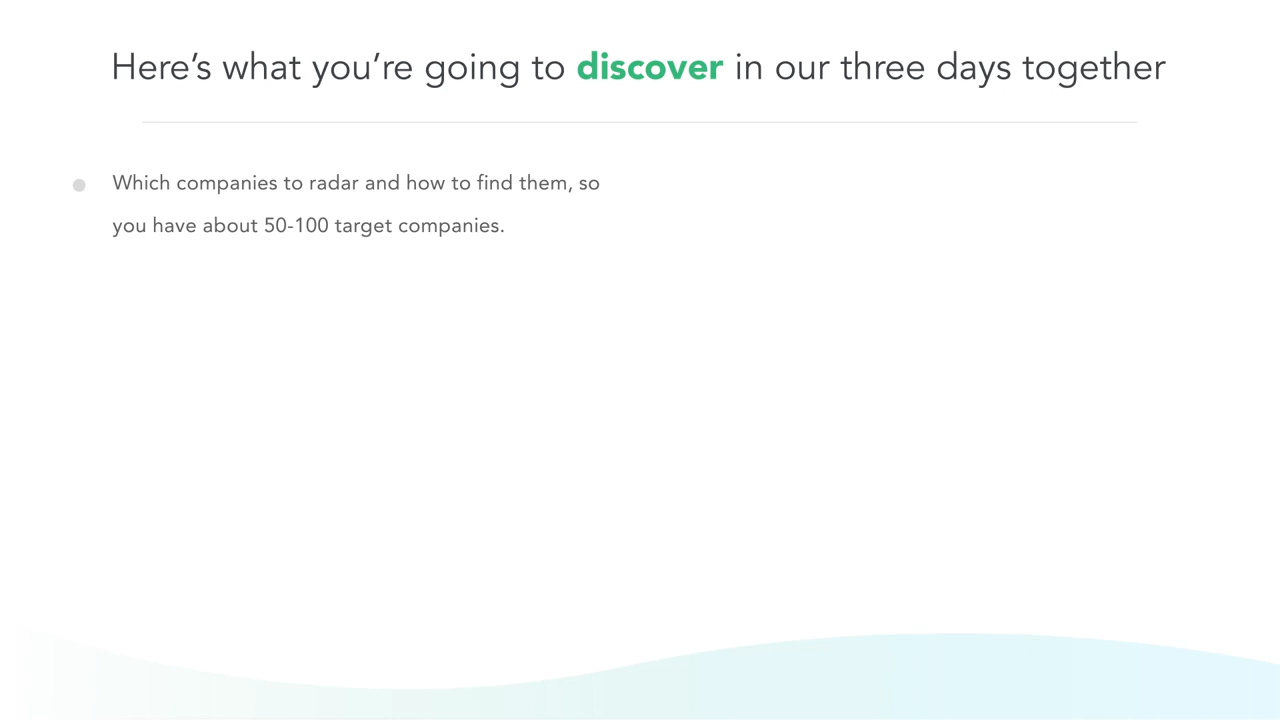 Here’s what you’re going to discover in our three days together
Which companies to radar and how to find them, so
you have about 50-100 target companies.